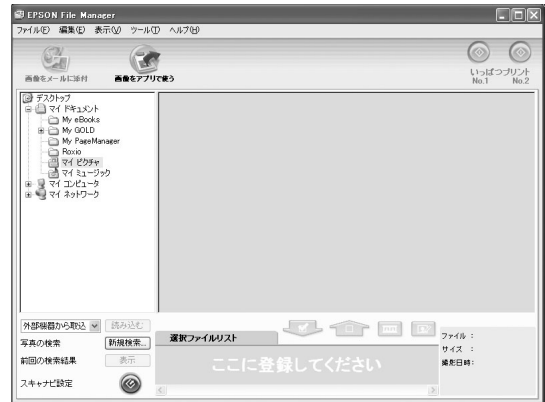 EPSON File Manager
ファイル(F) 編集(E) 表示(V) ツール(T) ヘルプ(H)
画像をメールに添付 画像をアプリで使う
いっぱつプリント
No.1 No.2
デスクトップ
マイ ドキュメント
My eBooks
My GOLD
My PageManager
Roxio
マイ ピクチャ
マイ ミュージック
マイ コンピュータ
マイ ネットワーク
外部機器から取込 読み込む
写真の検索 新規検索...
前回の検索結果 表示
スキャナビ設定
選択ファイルリスト
ここに登録してください
ファイル :
サイズ :
撮影日時: